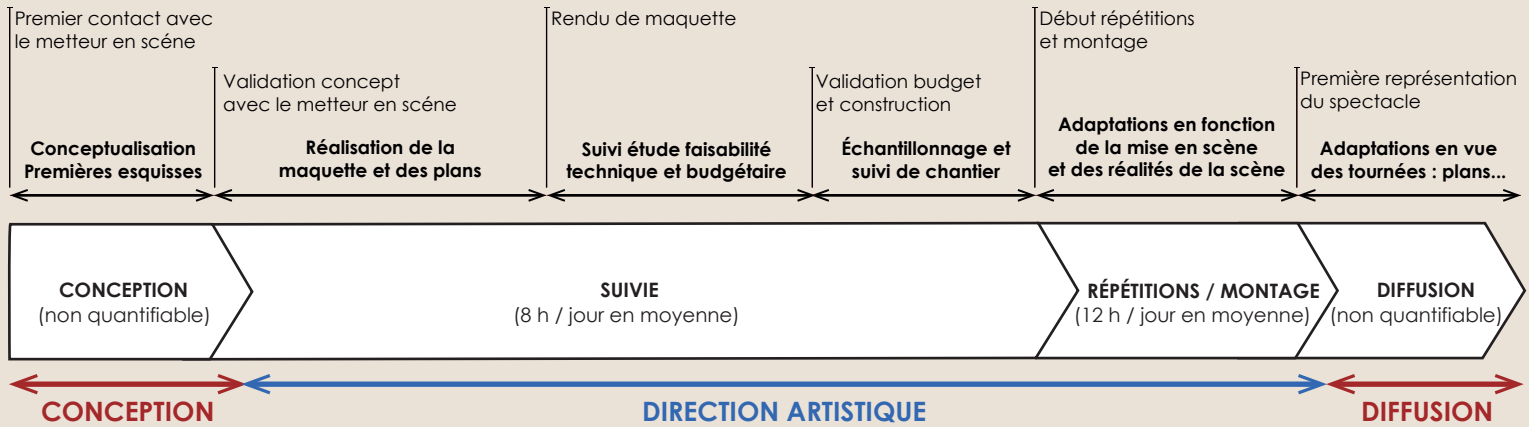 Premier contact avec
le metteur en scéne
Rendu de maquette
Début répétitions
et montage
Validation concept
avec le metteur en scéne
Validation budget
et construction
Première représentation
du spectacle
Conceptualisation
Premières esquisses
Réalisation de la
maquette et des plans
Suivi étude faisabilité
technique et budgétaire
Échantillonnage et
suivi de chantier
Adaptations en fonction
de la mise en scène
et des réalités de la scène
Adaptations en vue
des tournées : plans...
CONCEPTION
(non quantifiable)
SUIVIE
(8 h / jour en moyenne)
RÉPÉTITIONS / MONTAGE
(12 h / jour en moyenne)
DIFFUSION
(non quantifiable)
CONCEPTION
DIRECTION ARTISTIQUE
DIFFUSION